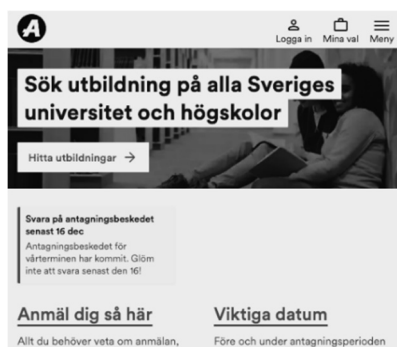 A
Logga in Mina val Meny
Sök utbildning på alla Sveriges
universitet och högskolor
Hitta utbildningar →
Svara på antagningsbeskedet
senast 16 dec
Antagningsbeskedet för
vårterminen har kommit. Glöm
inte att svara senast den 16!
Anmäl dig så här
Allt du behöver veta om anmälan,
Viktiga datum
Före och under antagningsperioden